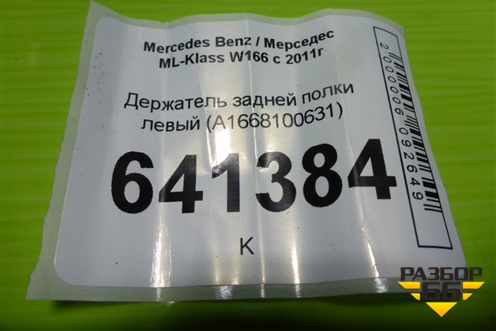 Mercedes Benz / Мерседес
ML-Klass W166 с 2011г
Держатель задней полки
левый (A1668100631)
641384
К
2000006092649
РАЗБОР
66